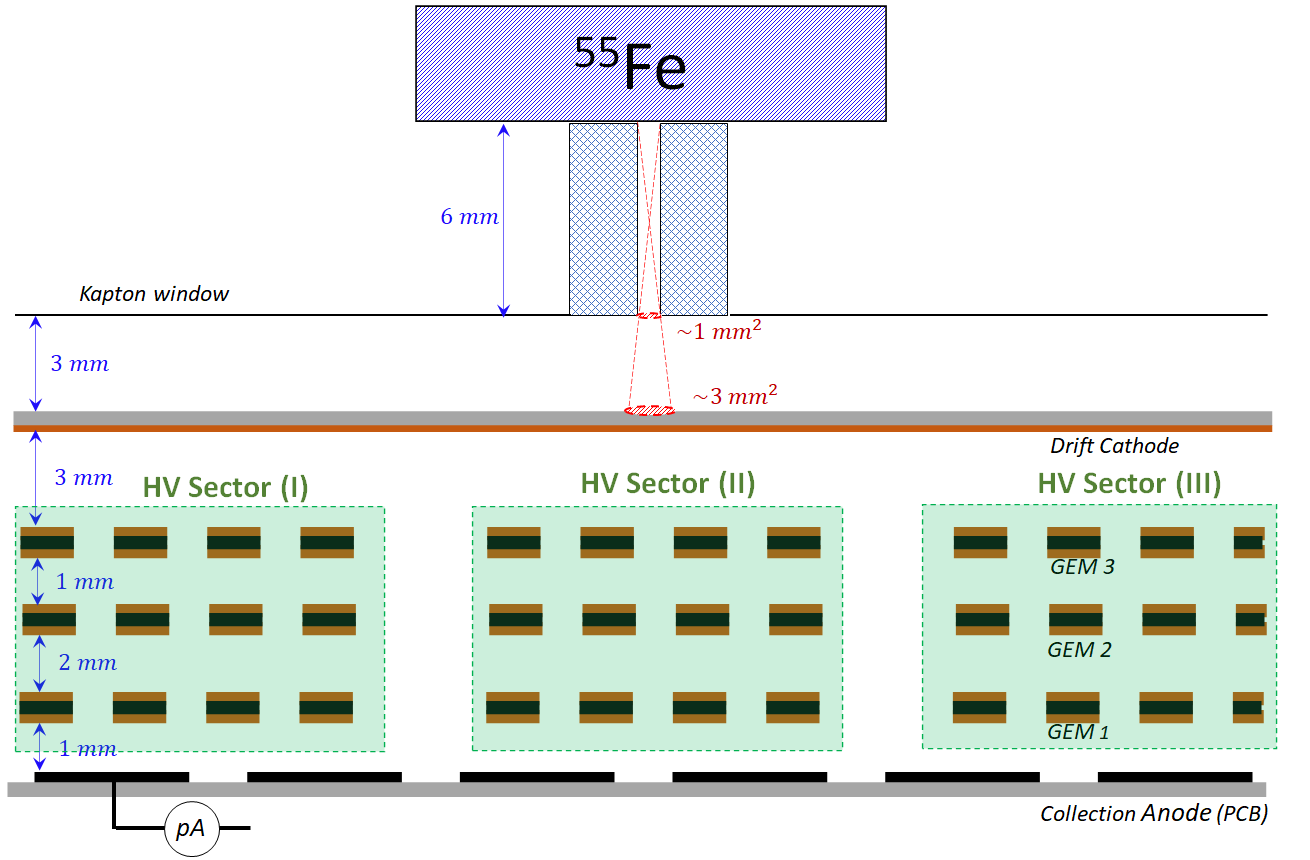 ⁵⁵Fe
6 mm
Kapton window
~1 mm²
3 mm
~3 mm²
Drift Cathode
3 mm
HV Sector (I)
HV Sector (II)
HV Sector (III)
GEM 3
1 mm
GEM 2
2 mm
GEM 1
1 mm
Collection Anode (PCB)
pA